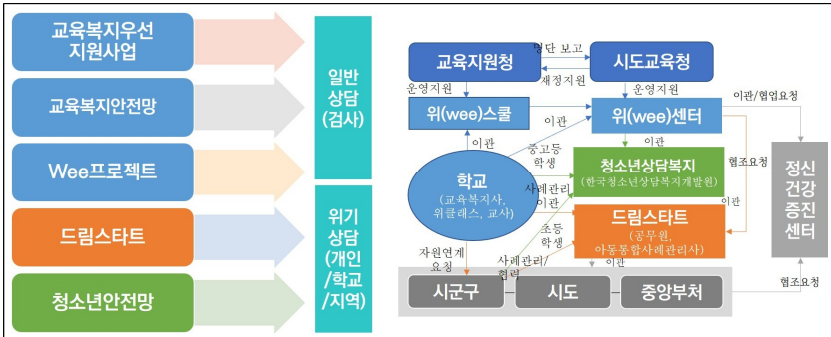 교육복지우선
지원사업
교육복지안전망
Wee프로젝트
드림스타트
청소년안전망
일반
상담
(검사)
위기
상담
(개인
/학교
/지역)
교육지원청
명단 보고
재정지원
시도교육청
운영지원
운영지원
위(wee)스쿨
위(wee)센터
이관/협업요청
이관
이관
이관
중고등
학생
청소년상담복지
(한국청소년상담복지개발원)
협조요청
학교
(교육복지사,
위클래스, 교사)
사례관리
이관
이관
드림스타트
(공무원,
아동통합사례관리사)
초등
학생
정신
건강
증진
센터
자원연계
요청
사례관리/
협력
이관
시군구
시도
중앙부처
협조요청